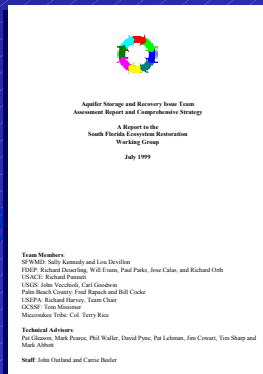 Aquifer Storage and Recovery Issue Team
Assessment Report and Comprehensive Strategy
A Report to the
South Florida Ecosystem Restoration
Working Group
July 1999
Team Members:
SFWMD: Sally Kennedy and Lou Devillon
FDEP: Richard Deuerling, Will Evans, Paul Parks, Jose Calas, and Richard Orth
USACE: Richard Punnett
USGS: John Vecchioli, Carl Goodwin
Palm Beach County: Fred Rapach and Bill Cocke
USEPA: Richard Harvey, Team Chair
GCSSF: Tom Missimer
Miccosukee Tribe: Col. Terry Rice
Technical Advisors:
Pat Gleason, Mark Pearce, Phil Waller, David Pyne, Pat Lehman, Jim Cowart, Tim Sharp and
Mark Abbott
Staff: John Outland and Carrie Beeler